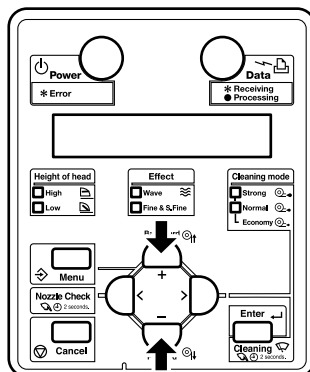 Power
Data
* Error
* Receiving
● Processing
Height of head
High
Low
Effect
Wave
Fine & S.Fine
Cleaning mode
Strong
Normal
Economy
Menu
+
< >
−
Nozzle Check
2 seconds.
Enter
Cancel
Cleaning
2 seconds.